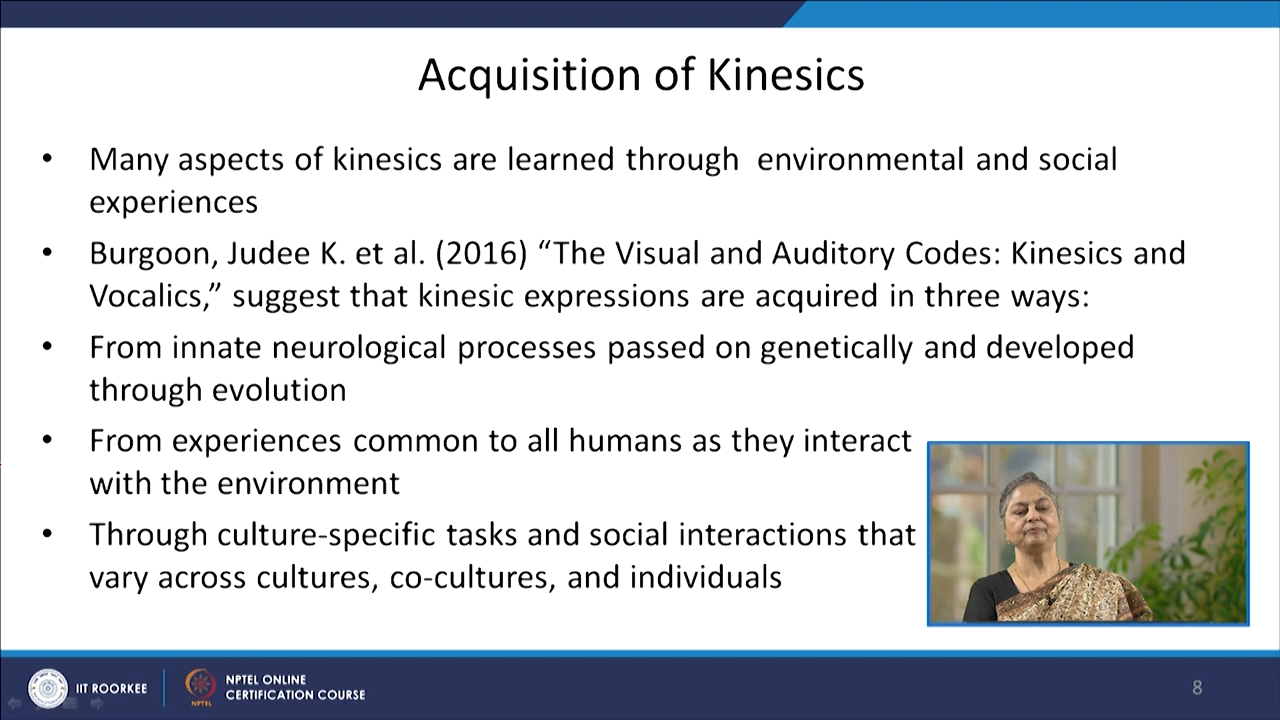 Acquisition of Kinesics
• Many aspects of kinesics are learned through environmental and social
experiences
• Burgoon, Judee K. et al. (2016) “The Visual and Auditory Codes: Kinesics and
Vocalics,” suggest that kinesic expressions are acquired in three ways:
• From innate neurological processes passed on genetically and developed
through evolution
• From experiences common to all humans as they interact
with the environment
• Through culture-specific tasks and social interactions that
vary across cultures, co-cultures, and individuals
IIT ROORKEE
NPTEL
NPTEL ONLINE
CERTIFICATION COURSE
8